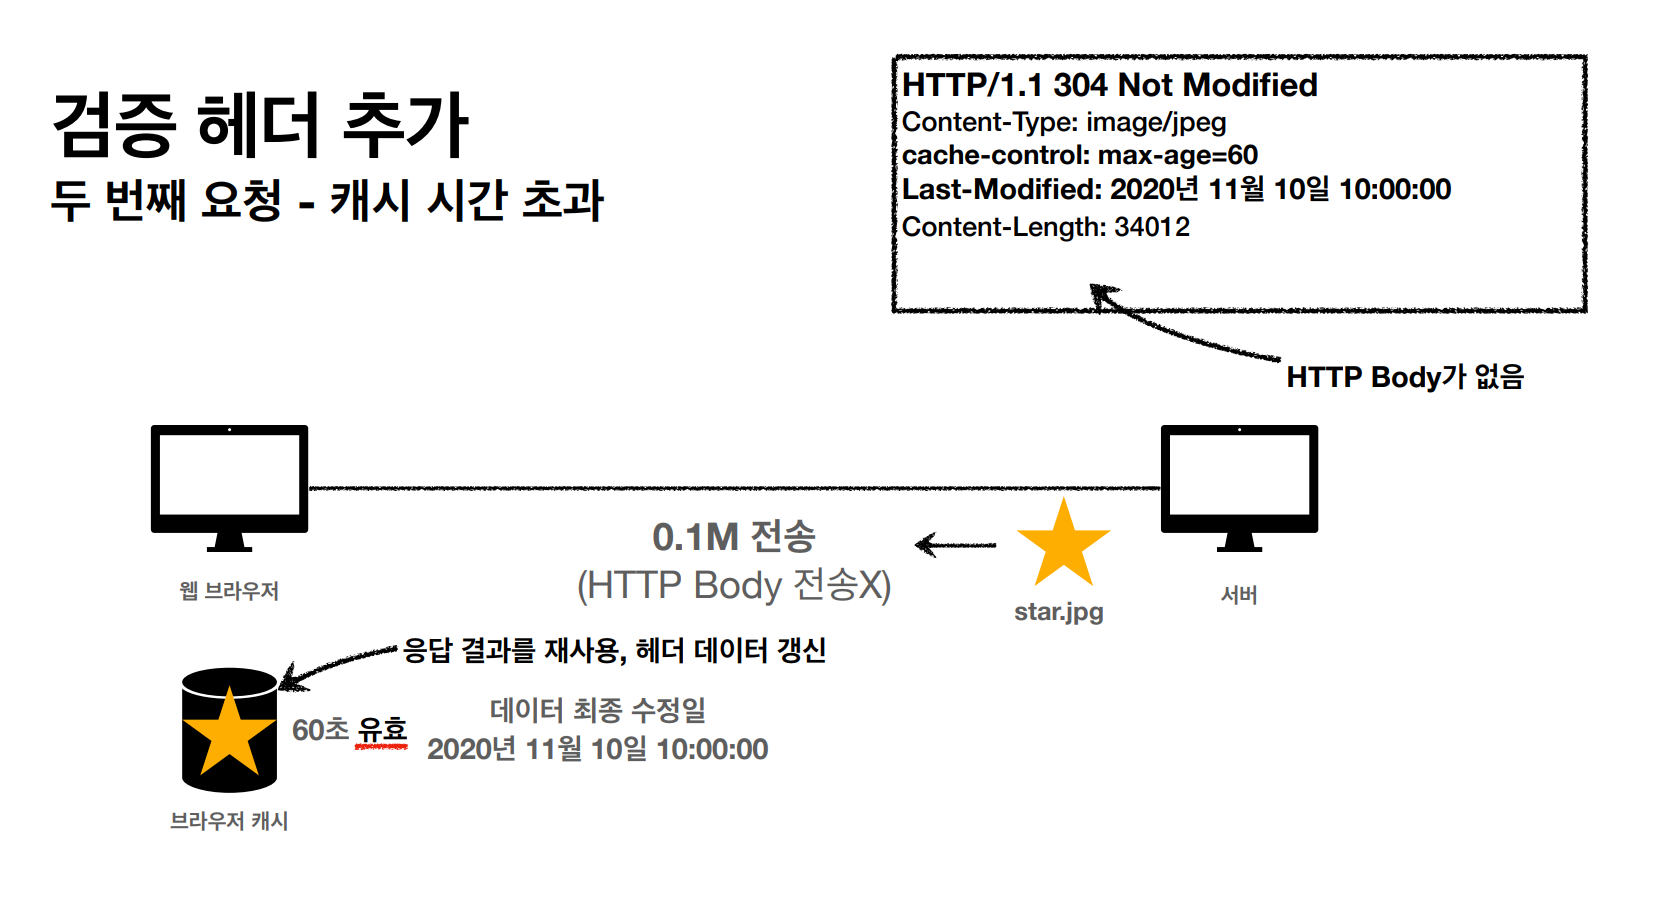 검증 헤더 추가
두 번째 요청 - 캐시 시간 초과
HTTP/1.1 304 Not Modified
Content-Type: image/jpeg
cache-control: max-age=60
Last-Modified: 2020년 11월 10일 10:00:00
Content-Length: 34012
HTTP Body가 없음
0.1M 전송
(HTTP Body 전송X)
웹 브라우저
star.jpg
서버
응답 결과를 재사용, 헤더 데이터 갱신
60초 유효
데이터 최종 수정일
2020년 11월 10일 10:00:00
브라우저 캐시